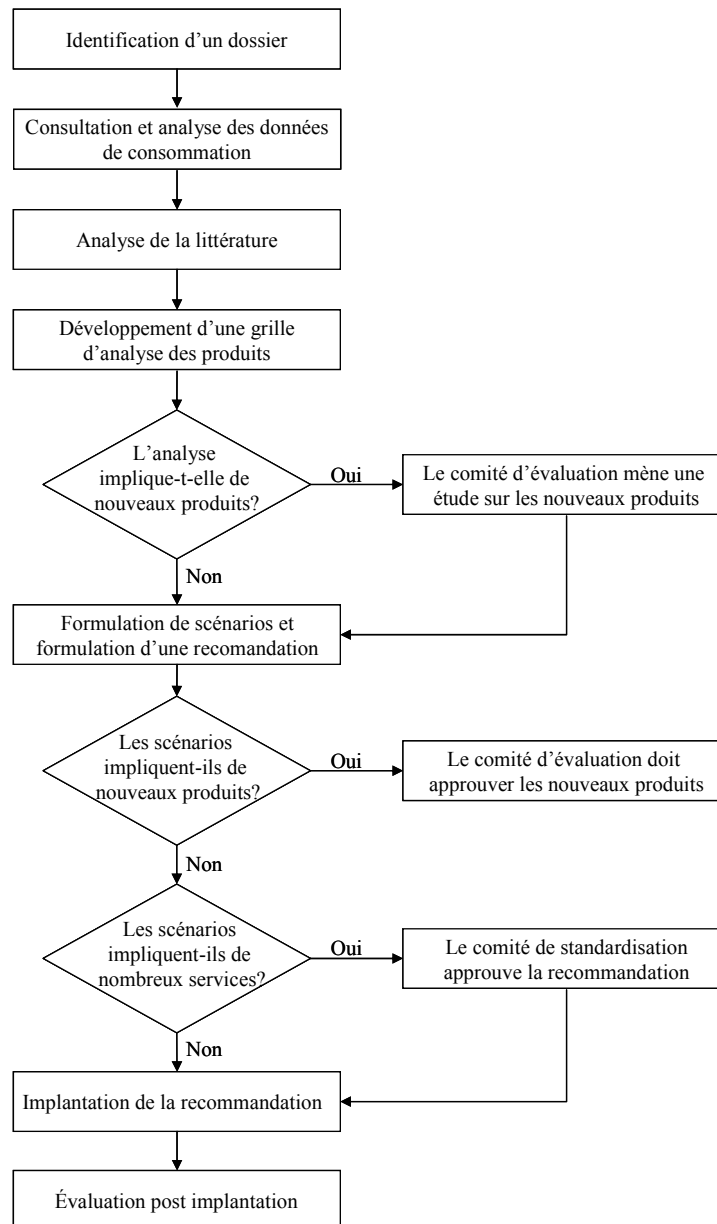 Identification d’un dossier
Consultation et analyse des données
de consommation
Analyse de la littérature
Développement d’une grille
d’analyse des produits
L’analyse
implique-t-elle de
nouveaux produits?
Oui
Le comité d’évaluation mène une
étude sur les nouveaux produits
Non
Formulation de scénarios et
formulation d’une recomandation
Les scénarios
impliquent-ils de
nouveaux produits?
Oui
Le comité d’évaluation doit
approuver les nouveaux produits
Non
Les scénarios
impliquent-ils de
nombreux services?
Oui
Le comité de standardisation
approuve la recommandation
Non
Implantation de la recommandation
Évaluation post implantation